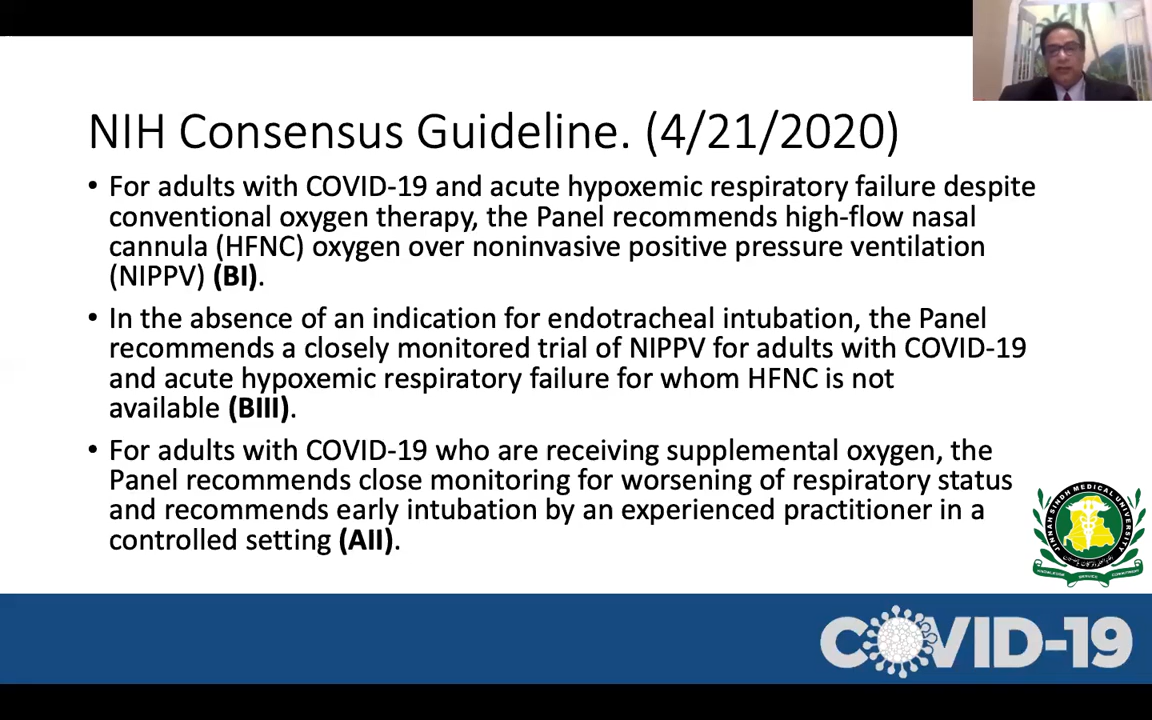 NIH Consensus Guideline. (4/21/2020)
• For adults with COVID-19 and acute hypoxemic respiratory failure despite
conventional oxygen therapy, the Panel recommends high-flow nasal
cannula (HFNC) oxygen over noninvasive positive pressure ventilation
(NIPPV) (BI).
• In the absence of an indication for endotracheal intubation, the Panel
recommends a closely monitored trial of NIPPV for adults with COVID-19
and acute hypoxemic respiratory failure for whom HFNC is not
available (BIII).
• For adults with COVID-19 who are receiving supplemental oxygen, the
Panel recommends close monitoring for worsening of respiratory status
and recommends early intubation by an experienced practitioner in a
controlled setting (AII).
JINNAH SINDH MEDICAL UNIVERSITY
COVID-19